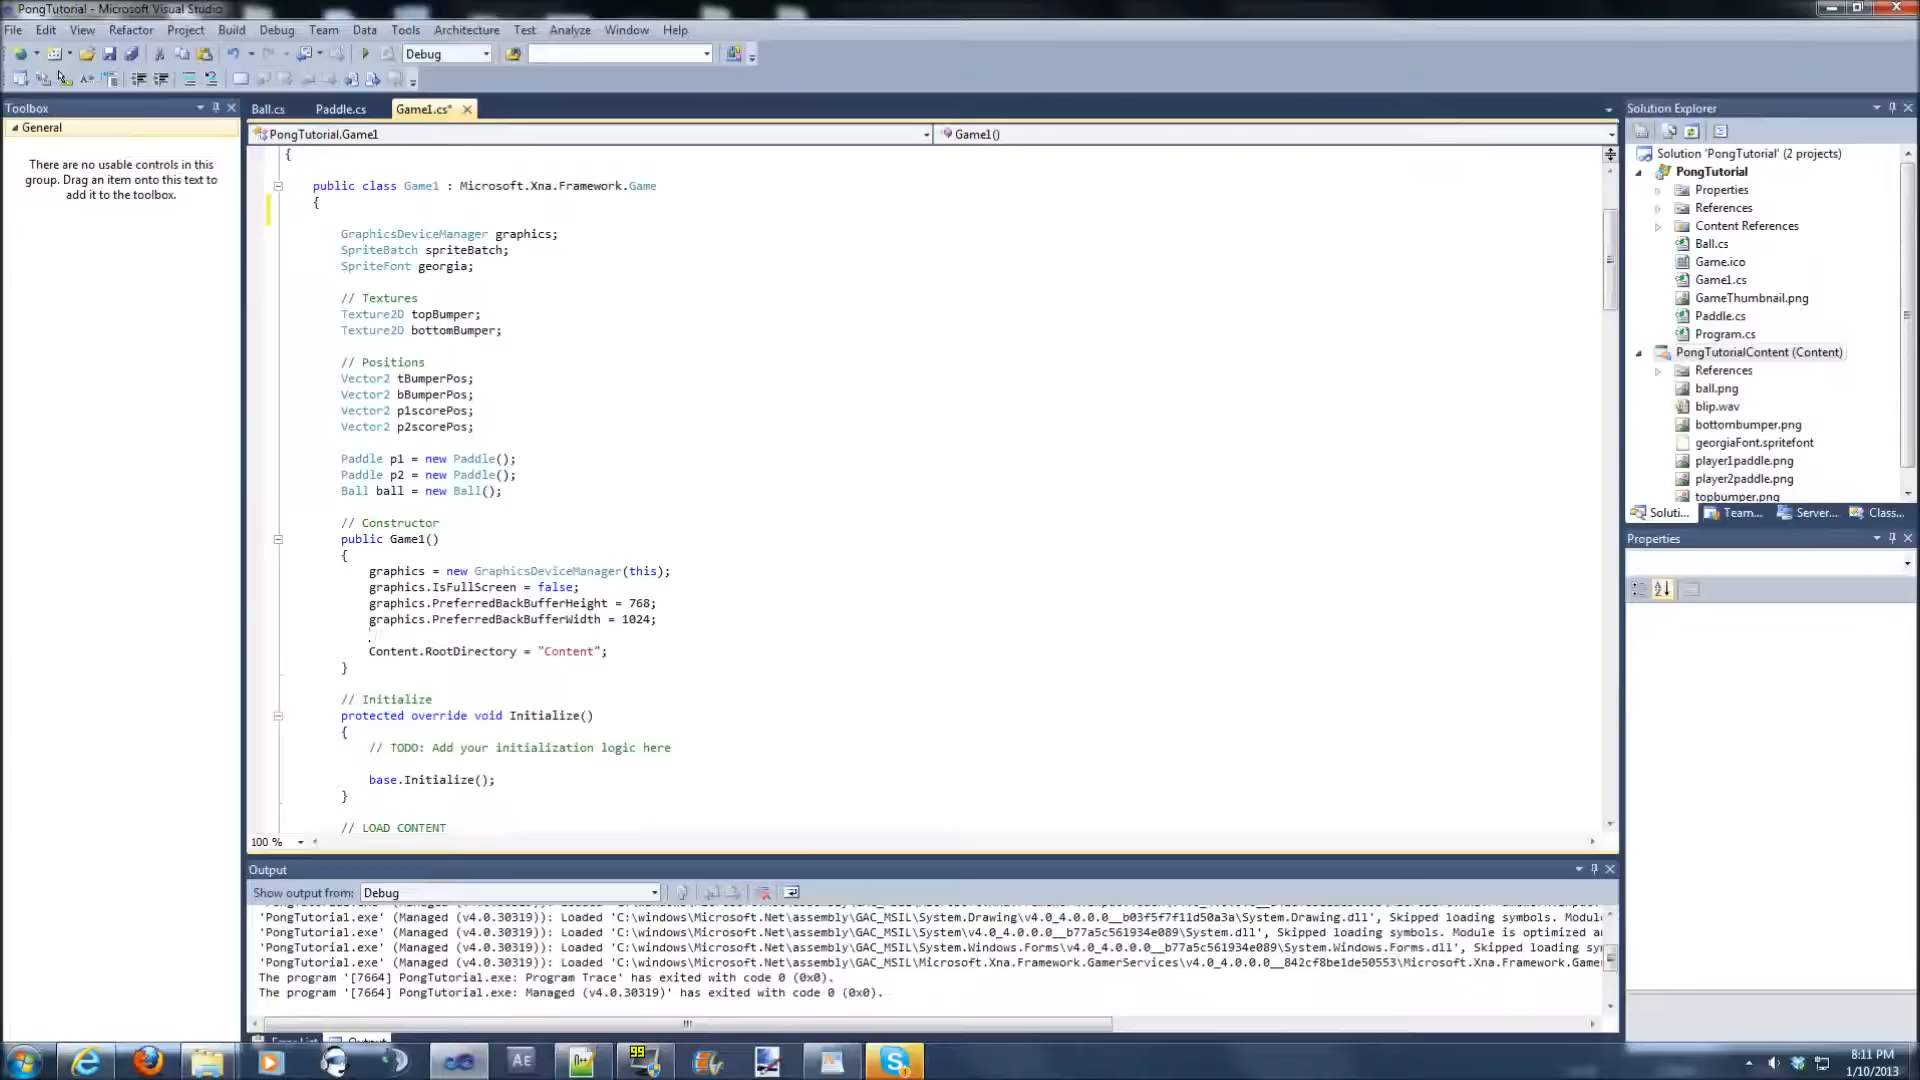 PongTutorial - Microsoft Visual Studio
File Edit View Refactor Project Build Debug Team Data Tools Architecture Test Analyze Window Help
Debug
Toolbox
General
There are no usable controls in this
group. Drag an item onto this text to
add it to the toolbox.
Ball.cs Paddle.cs Game1.cs*
PongTutorial.Game1 Game1()
{
public class Game1 : Microsoft.Xna.Framework.Game
{
GraphicsDeviceManager graphics;
SpriteBatch spriteBatch;
SpriteFont georgia;
// Textures
Texture2D topBumper;
Texture2D bottomBumper;
// Positions
Vector2 tBumperPos;
Vector2 bBumperPos;
Vector2 p1scorePos;
Vector2 p2scorePos;
Paddle p1 = new Paddle();
Paddle p2 = new Paddle();
Ball ball = new Ball();
// Constructor
public Game1()
{
graphics = new GraphicsDeviceManager(this);
graphics.IsFullScreen = false;
graphics.PreferredBackBufferHeight = 768;
graphics.PreferredBackBufferWidth = 1024;
Content.RootDirectory = "Content";
}
// Initialize
protected override void Initialize()
{
// TODO: Add your initialization logic here
base.Initialize();
}
// LOAD CONTENT
100 %
Output
Show output from: Debug
'PongTutorial.exe' (Managed (v4.0.30319)): Loaded 'C:\windows\Microsoft.Net\assembly\GAC_MSIL\System.Drawing\v4.0_4.0.0.0__b03f5f7f11d50a3a\System.Drawing.dll', Skipped loading symbols. Modul
'PongTutorial.exe' (Managed (v4.0.30319)): Loaded 'C:\windows\Microsoft.Net\assembly\GAC_MSIL\System\v4.0_4.0.0.0__b77a5c561934e089\System.dll', Skipped loading symbols. Module is optimized a
'PongTutorial.exe' (Managed (v4.0.30319)): Loaded 'C:\windows\Microsoft.Net\assembly\GAC_MSIL\System.Windows.Forms\v4.0_4.0.0.0__b77a5c561934e089\System.Windows.Forms.dll', Skipped loading sy
'PongTutorial.exe' (Managed (v4.0.30319)): Loaded 'C:\windows\Microsoft.Net\assembly\GAC_MSIL\Microsoft.Xna.Framework.GamerServices\v4.0_4.0.0.0__842cf8be1de50553\Microsoft.Xna.Framework.Game
The program '[7664] PongTutorial.exe: Program Trace' has exited with code 0 (0x0).
The program '[7664] PongTutorial.exe: Managed (v4.0.30319)' has exited with code 0 (0x0).
Solution Explorer
Solution 'PongTutorial' (2 projects)
PongTutorial
Properties
References
Content References
Ball.cs
Game.ico
Game1.cs
GameThumbnail.png
Paddle.cs
Program.cs
PongTutorialContent (Content)
References
ball.png
blip.wav
bottombumper.png
georgiaFont.spritefont
player1paddle.png
player2paddle.png
topbumper.png
Soluti... Team... Server... Class...
Properties
99
Ae
8:11 PM
1/10/2013